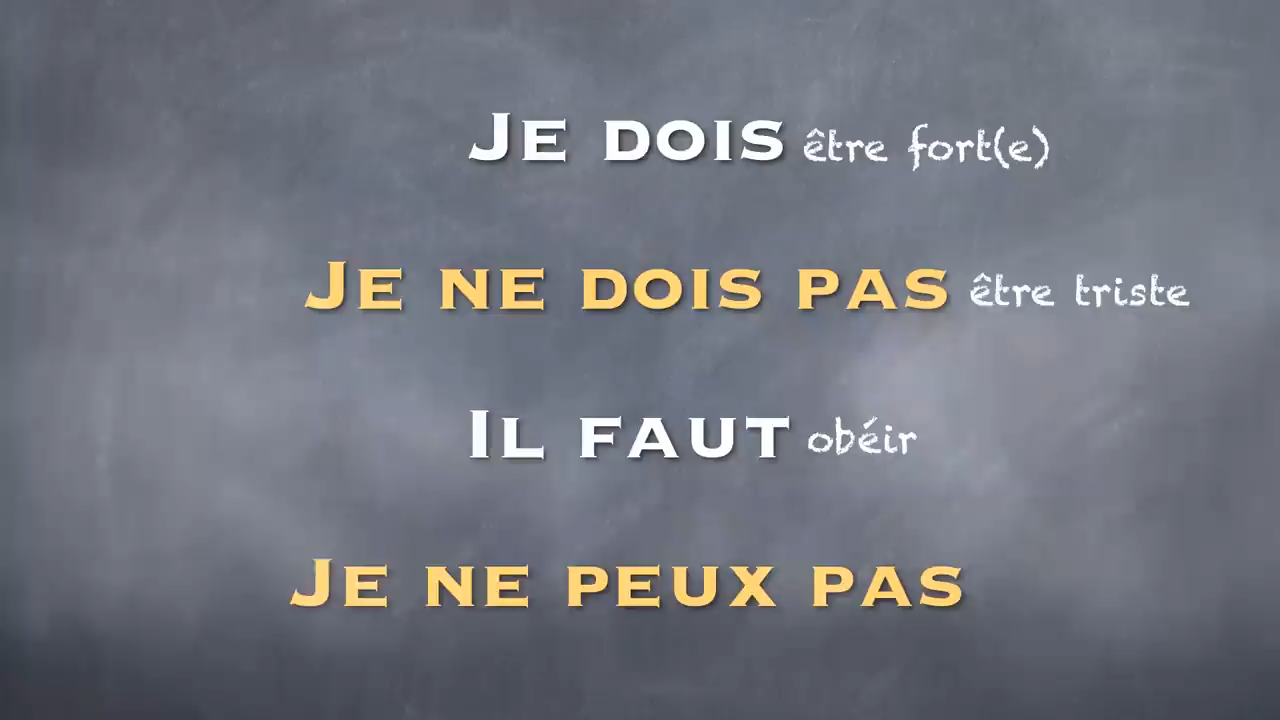 Je dois être fort(e)
Je ne dois pas être triste
Il faut obéir
Je ne peux pas